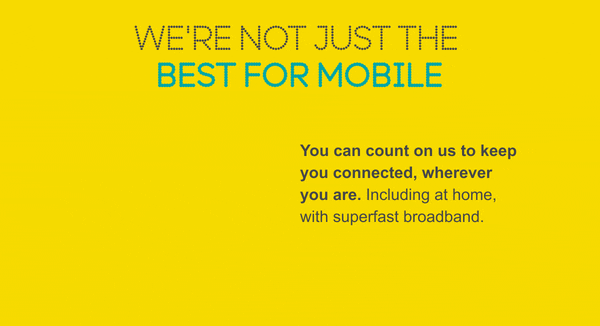 WE'RE NOT JUST THE
BEST FOR MOBILE
You can count on us to keep
you connected, wherever
you are. Including at home,
with superfast broadband.